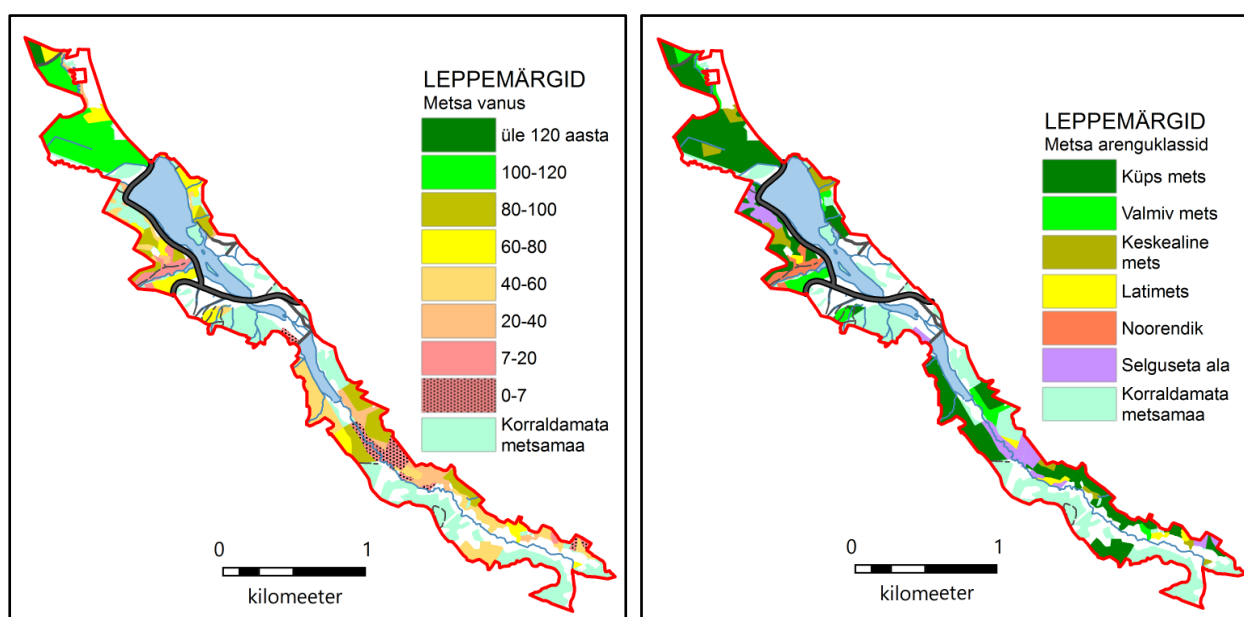 LEPPEMÄRGID
Metsa vanus
üle 120 aasta
100-120
80-100
60-80
40-60
20-40
7-20
0-7
Korraldamata
metsamaa
0 1
kilomeeter
LEPPEMÄRGID
Metsa arenguklassid
Küps mets
Valmiv mets
Keskealine
mets
Latimets
Noorendik
Selguseta ala
Korraldamata
metsamaa
0 1
kilomeeter